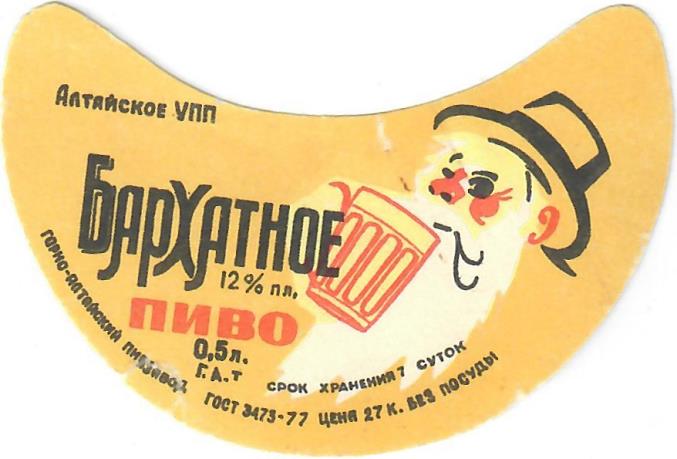 Алтайское УПП
Бархатное
12% пл.
ПИВО
0,5л.
Г.А.Т
ГОРНО-АЛТАЙСКИЙ ПИВЗАВОД
СРОК ХРАНЕНИЯ 7 СУТОК
ГОСТ 3473-77 ЦЕНА 27 К. БЕЗ ПОСУДЫ